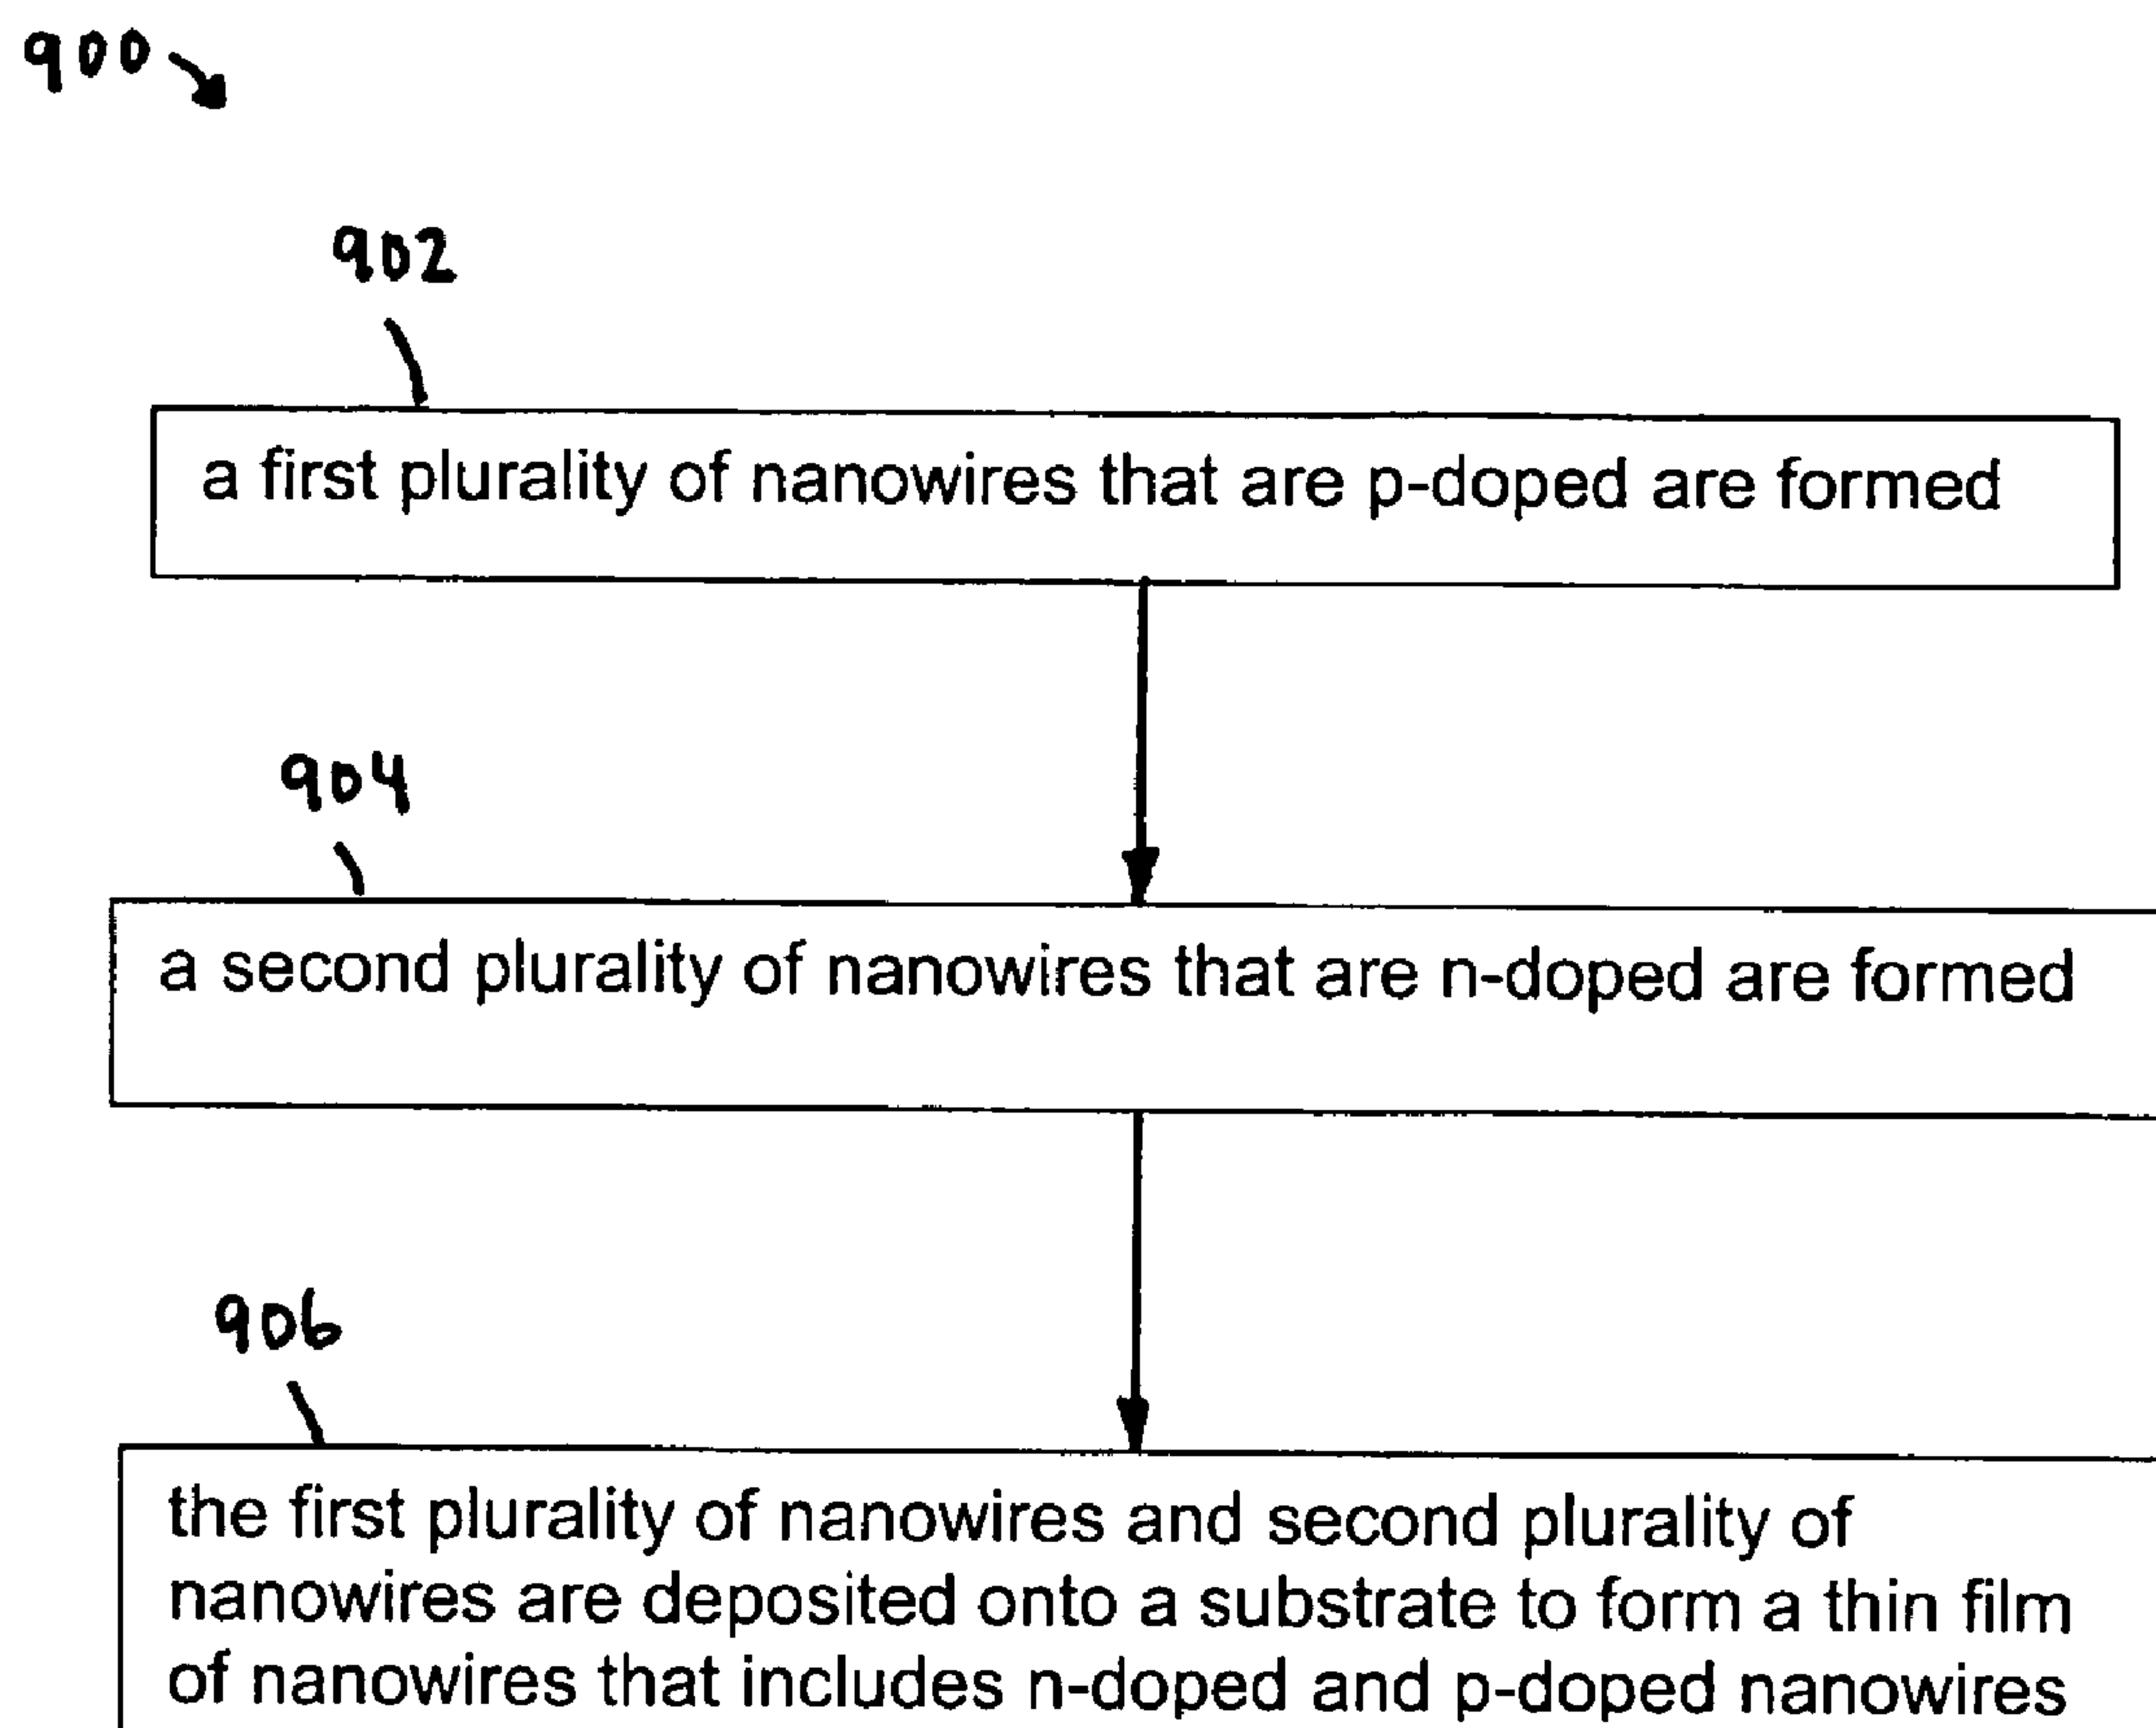 900
902
a first plurality of nanowires that are p-doped are formed
904
a second plurality of nanowires that are n-doped are formed
906
the first plurality of nanowires and second plurality of
nanowires are deposited onto a substrate to form a thin film
of nanowires that includes n-doped and p-doped nanowires